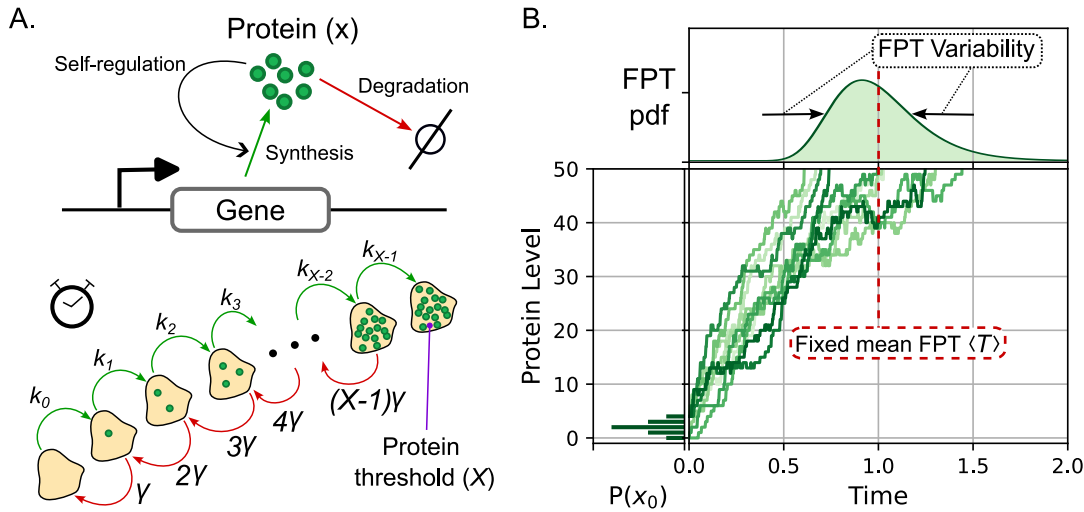 A.
Protein (x)
Self-regulation
Degradation
Synthesis
Gene
k0
k1
k2
k3
kX-2
kX-1
γ
2γ
3γ
4γ
(X-1)γ
Protein
threshold (X)
B.
FPT
pdf
FPT Variability
Protein Level
50
40
30
20
10
0
Fixed mean FPT ⟨T⟩
P(x0)
0.0
0.5
1.0
1.5
2.0
Time